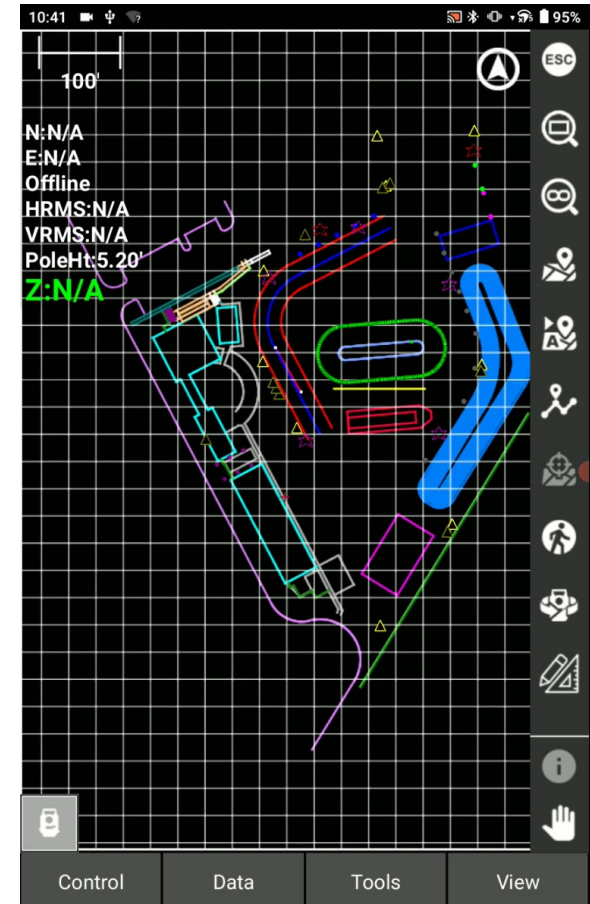 10:41
95%
100'
N:N/A
E:N/A
Offline
HRMS:N/A
VRMS:N/A
PoleHt:5.20'
Z:N/A
ESC
A
Control Data Tools View